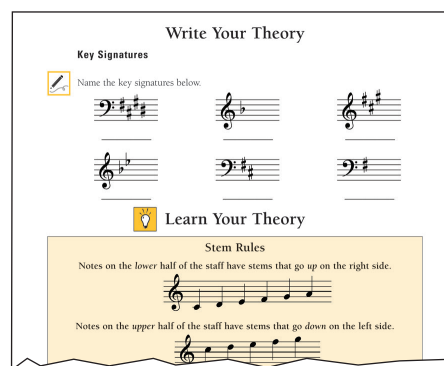 Write Your Theory
Key Signatures
Name the key signatures below.
Learn Your Theory
Stem Rules
Notes on the lower half of the staff have stems that go up on the right side.
Notes on the upper half of the staff have stems that go down on the left side.